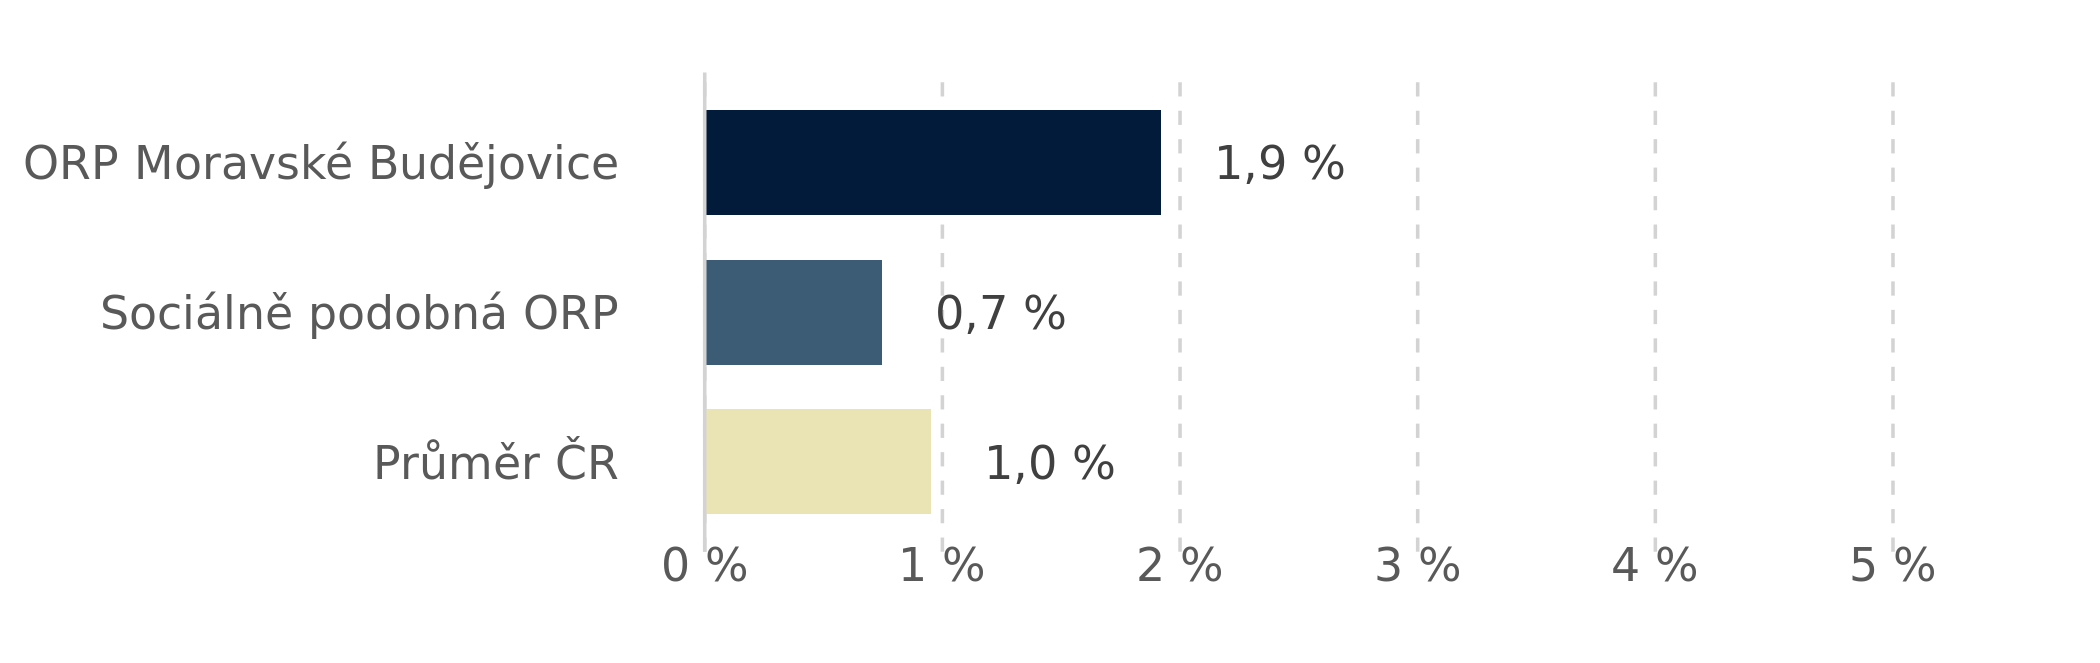 ORP Moravské Budějovice 1,9 %
Sociálně podobná ORP 0,7 %
Průměr ČR 1,0 %
0 % 1 % 2 % 3 % 4 % 5 %